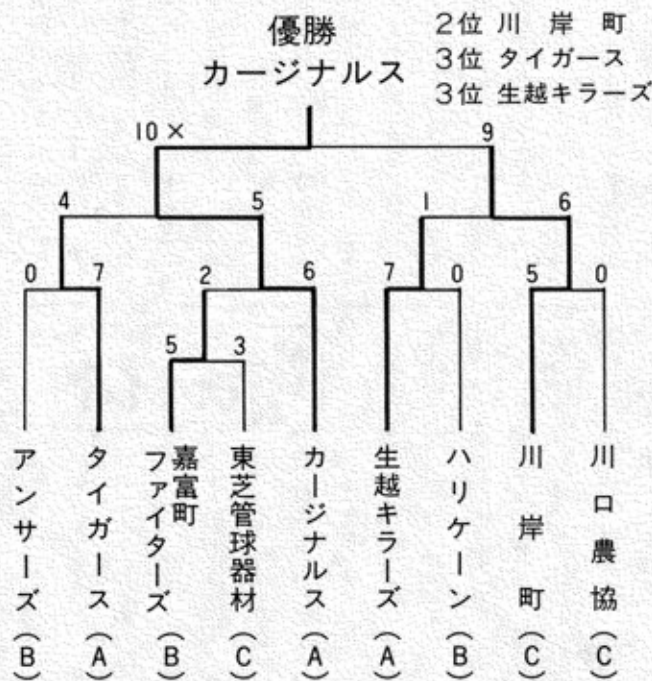 優勝
カージナルス
2位 川岸町
3位 タイガース
3位 生越キラーズ
10× 9
4 5 1 6
0 7 2 6 7 0 5 0
5 3
アンサーズ(B)
タイガース(A)
嘉富町
ファイターズ(B)
東芝管球器材(C)
カージナルス(A)
生越キラーズ(A)
ハリケーン(B)
川岸町(C)
川口農協(C)